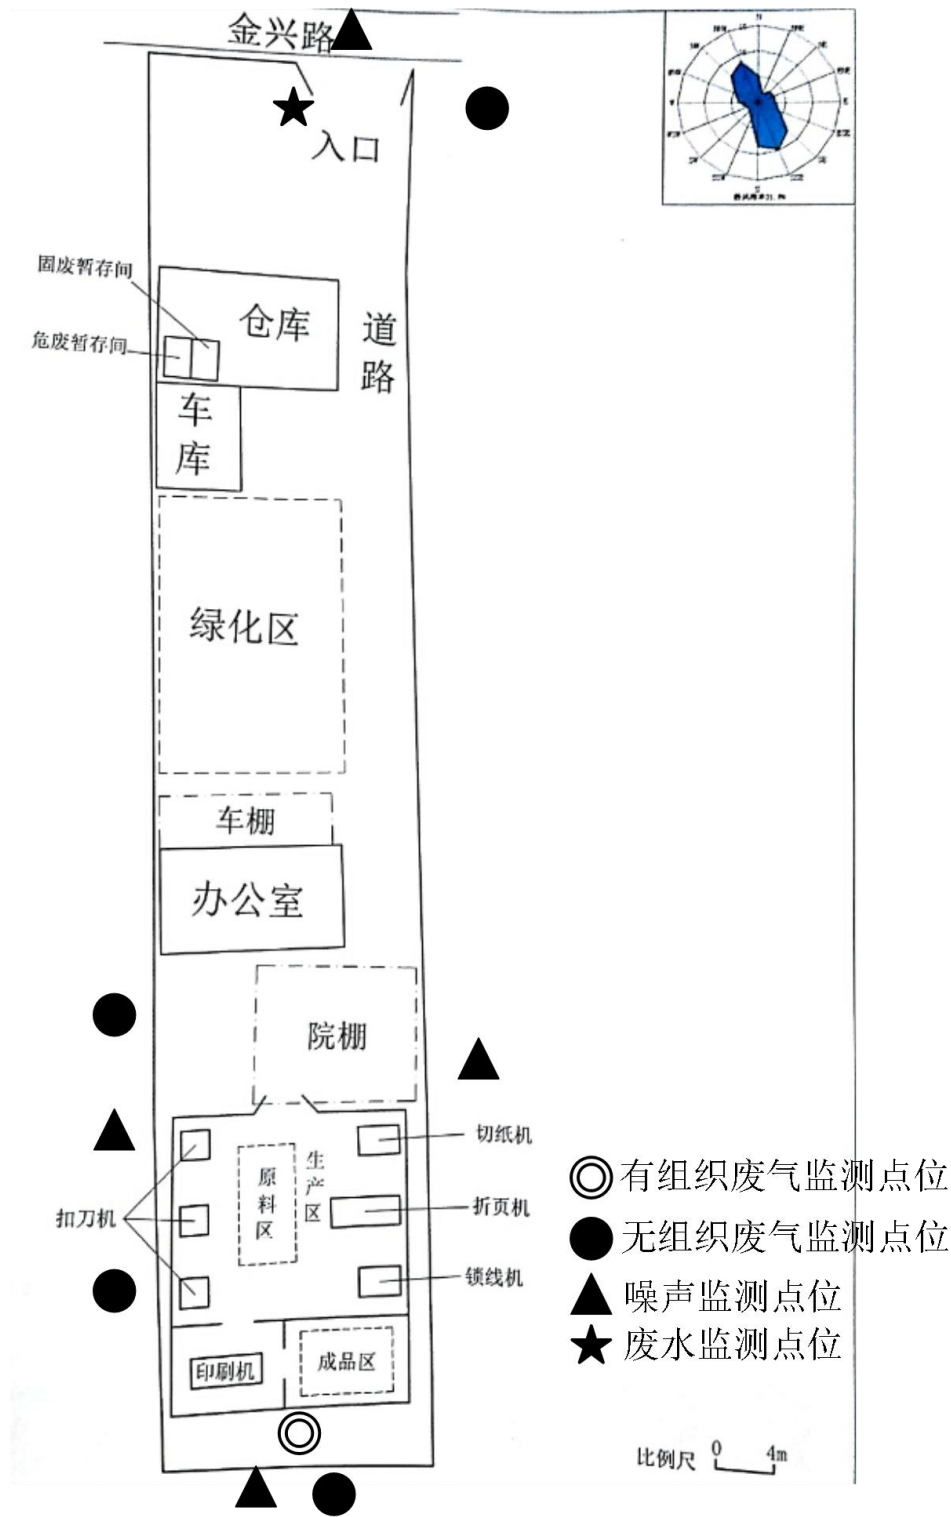 金兴路
入口
固废暂存间
仓库
危废暂存间
道路
车库
绿化区
车棚
办公室
院棚
切纸机
原料区
生产区
折页机
扣刀机
锁线机
印刷机
成品区
有组织废气监测点位
无组织废气监测点位
噪声监测点位
废水监测点位
比例尺 0 4m